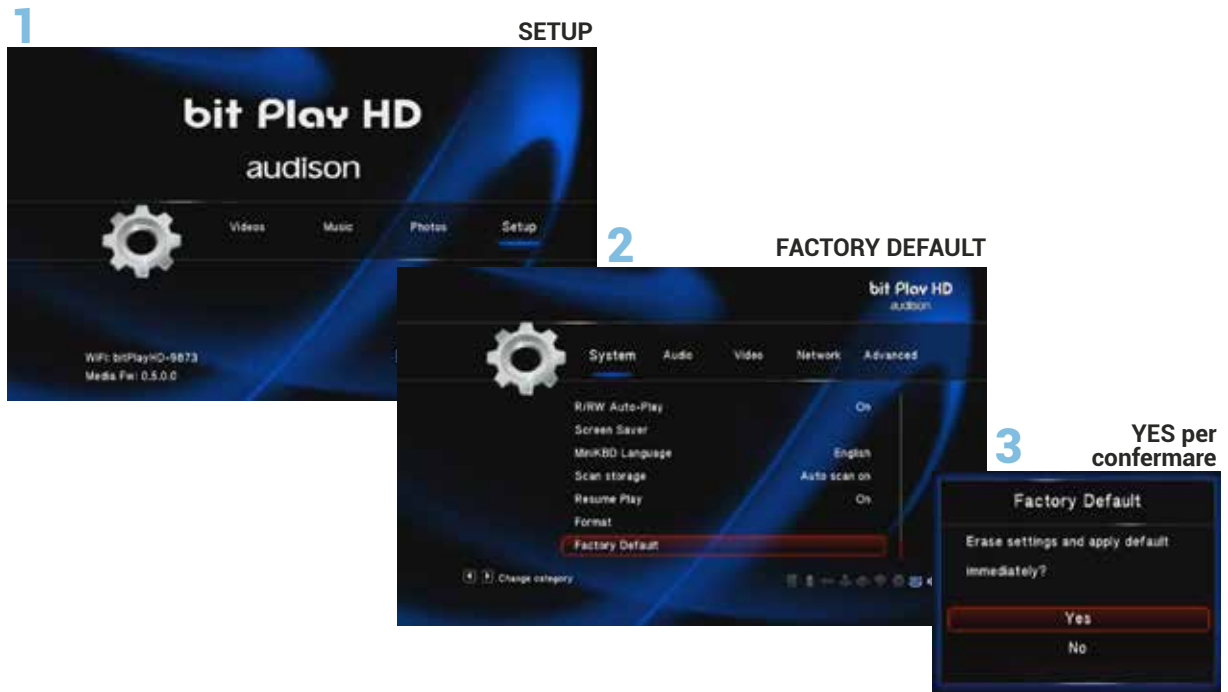 1
SETUP
bit Play HD
audison
Videos Music Photos Setup
WiFi: bitPlayHD-9873
Media Fw: 0.5.0.0
2
FACTORY DEFAULT
bit Play HD
audison
System Audio Video Network Advanced
R/RW Auto-Play On
Screen Saver
MiniKBD Language English
Scan storage Auto scan on
Resume Play On
Format
Factory Default
Change category
3
YES per
confermare
Factory Default
Erase settings and apply default
immediately?
Yes
No